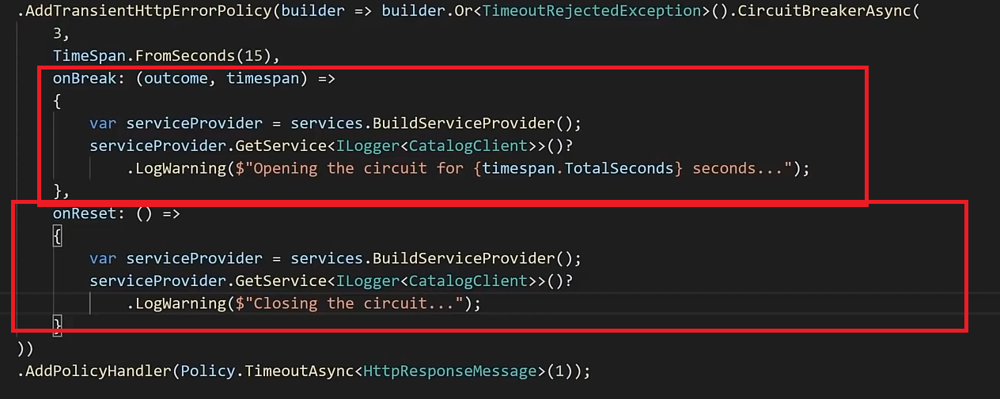 .AddTransientHttpErrorPolicy(builder => builder.Or<TimeoutRejectedException>().CircuitBreakerAsync(
3,
TimeSpan.FromSeconds(15),
onBreak: (outcome, timespan) =>
{
var serviceProvider = services.BuildServiceProvider();
serviceProvider.GetService<ILogger<CatalogClient>>()?
.LogWarning($"Opening the circuit for {timespan.TotalSeconds} seconds...");
},
onReset: () =>
{
var serviceProvider = services.BuildServiceProvider();
serviceProvider.GetService<ILogger<CatalogClient>>()?
.LogWarning($"Closing the circuit...");
}
))
.AddPolicyHandler(Policy.TimeoutAsync<HttpResponseMessage>(1));